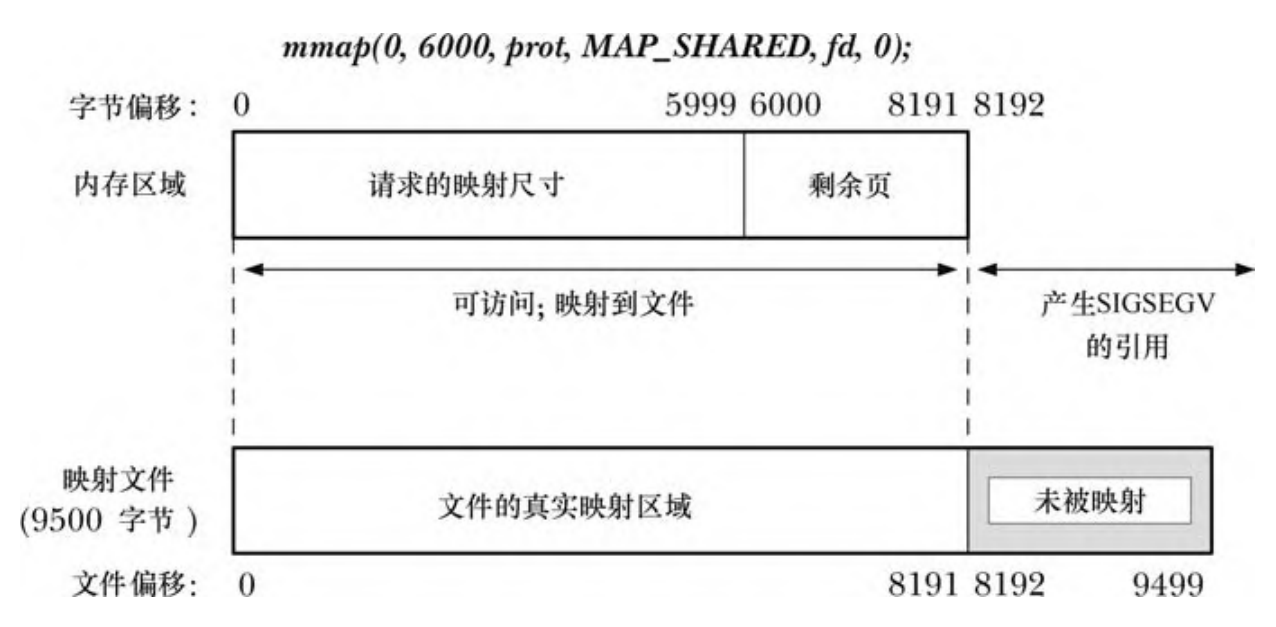 mmap(0, 6000, prot, MAP_SHARED, fd, 0);
字节偏移: 0 5999 6000 8191 8192
内存区域 请求的映射尺寸 剩余页
可访问; 映射到文件 产生SIGSEGV
的引用
映射文件
(9500 字节) 文件的真实映射区域 未被映射
文件偏移: 0 8191 8192 9499